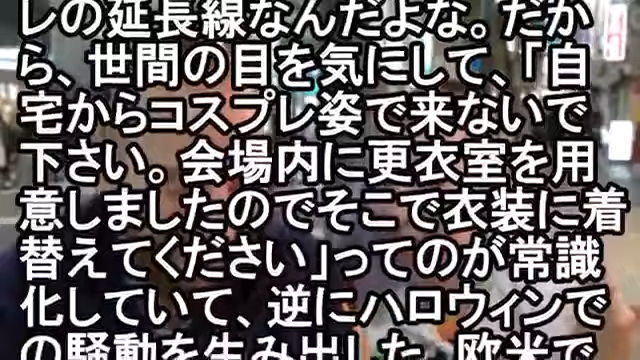 レの延長線なんだよな。だか
ら、世間の目を気にして、「自
宅からコスプレ姿で来ないで
下さい。会場内に更衣室を用
意しましたのでそこで衣装に着
替えてください」ってのが常識
化していて、逆にハロウィンで
の騒動を生み出した。欧米で